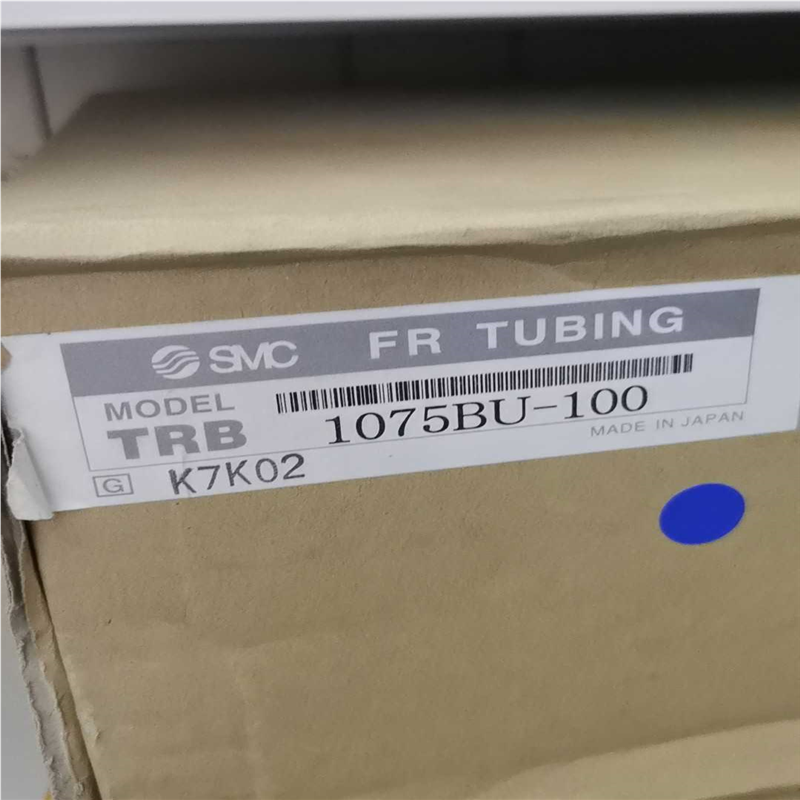 SMC FR TUBING
MODEL
TRB 1075BU-100
MADE IN JAPAN
G K7K02